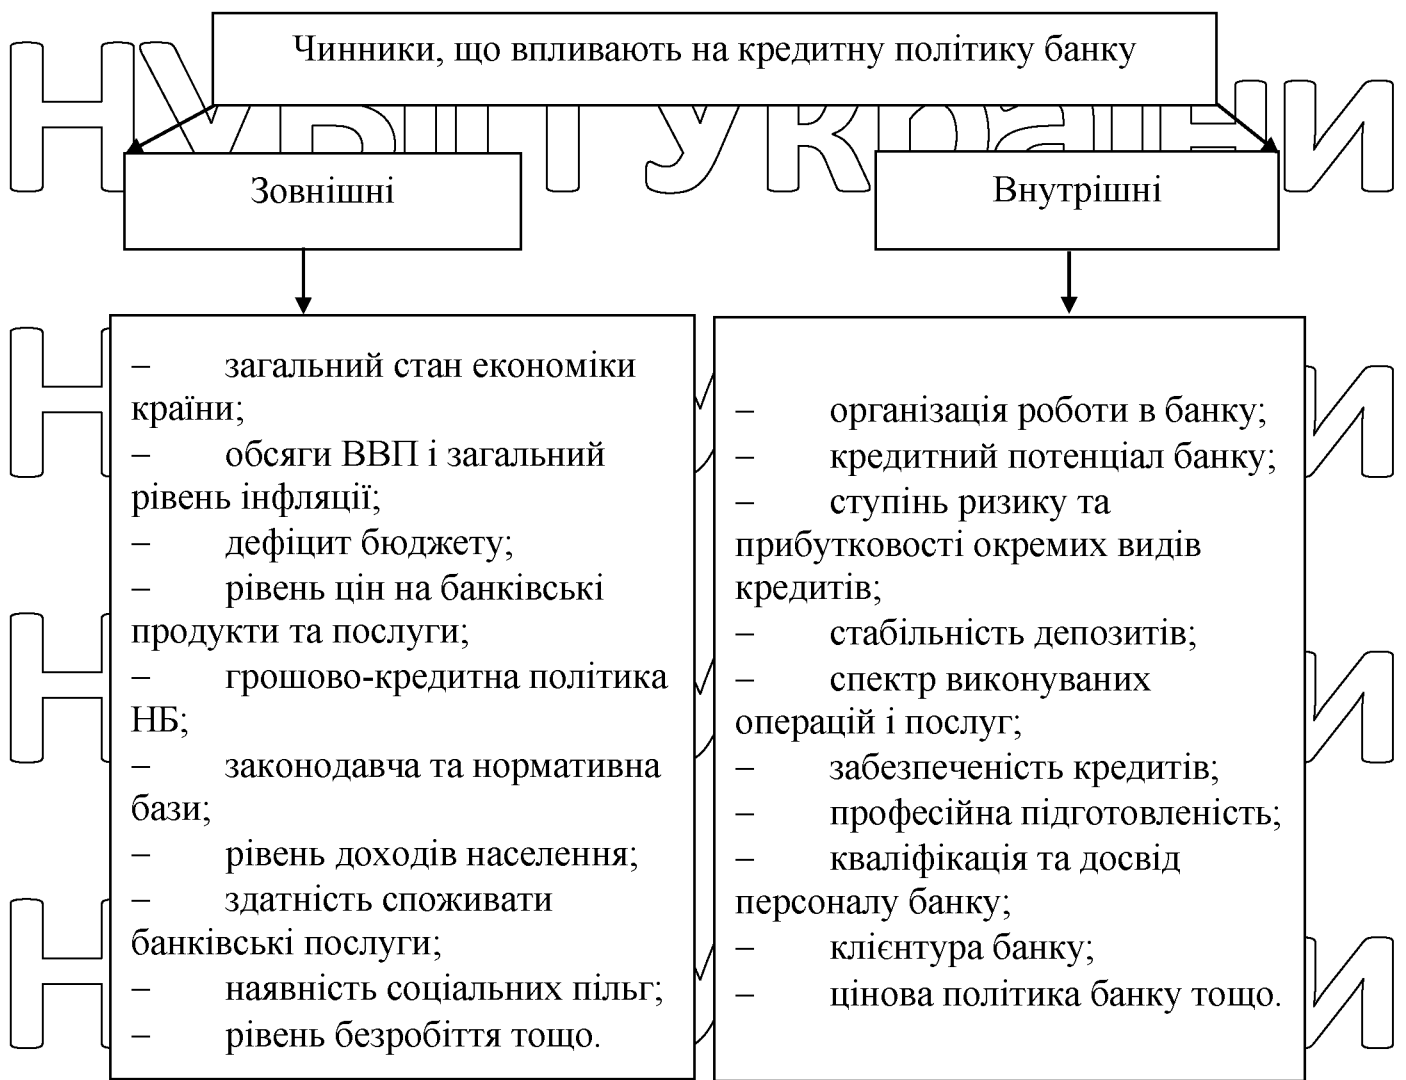 Чинники, що впливають на кредитну політику банку
НУБіП України
Зовнішні
Внутрішні
– загальний стан економіки
країни;
– обсяги ВВП і загальний
рівень інфляції;
– дефіцит бюджету;
– рівень цін на банківські
продукти та послуги;
– грошово-кредитна політика
НБ;
– законодавча та нормативна
бази;
– рівень доходів населення;
– здатність споживати
банківські послуги;
– наявність соціальних пільг;
– рівень безробіття тощо.
– організація роботи в банку;
– кредитний потенціал банку;
– ступінь ризику та
прибутковості окремих видів
кредитів;
– стабільність депозитів;
– спектр виконуваних
операцій і послуг;
– забезпеченість кредитів;
– професійна підготовленість;
– кваліфікація та досвід
персоналу банку;
– клієнтура банку;
– цінова політика банку тощо.